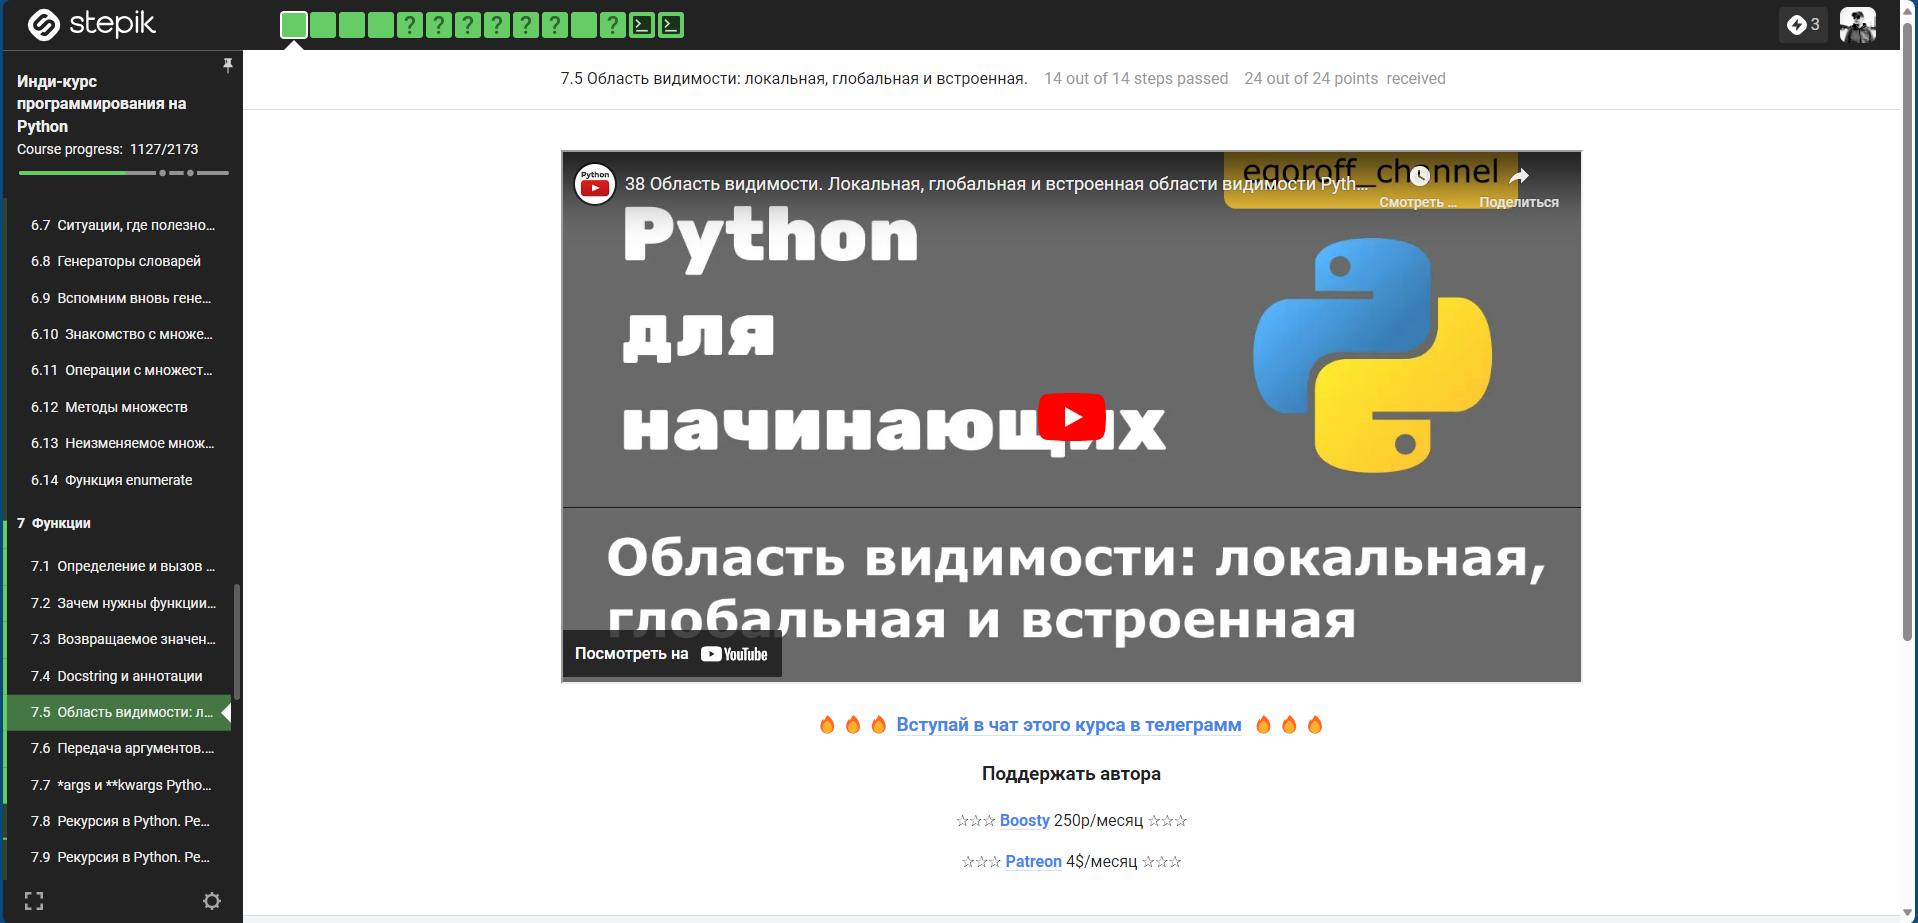 stepik
? ? ? ? ? ? ?
3
Инди-курс
программирования на
Python
Course progress: 1127/2173
6.7 Ситуации, где полезно...
6.8 Генераторы словарей
6.9 Вспомним вновь гене...
6.10 Знакомство с множе...
6.11 Операции с множест...
6.12 Методы множеств
6.13 Неизменяемое множ...
6.14 Функция enumerate
7 Функции
7.1 Определение и вызов ...
7.2 Зачем нужны функции...
7.3 Возвращаемое значен...
7.4 Docstring и аннотации
7.5 Область видимости: л...
7.6 Передача аргументов....
7.7 *args и **kwargs Pytho...
7.8 Рекурсия в Python. Ре...
7.9 Рекурсия в Python. Ре...
7.5 Область видимости: локальная, глобальная и встроенная. 14 out of 14 steps passed 24 out of 24 points received
egoroff_channel
Python
38 Область видимости. Локальная, глобальная и встроенная области видимости Pyth...
Смотреть ...
Поделиться
Python
для
начинающих
Область видимости: локальная,
глобальная и встроенная
Посмотреть на YouTube
Вступай в чат этого курса в телеграмм
Поддержать автора
☆☆☆ Boosty 250р/месяц ☆☆☆
☆☆☆ Patreon 4$/месяц ☆☆☆